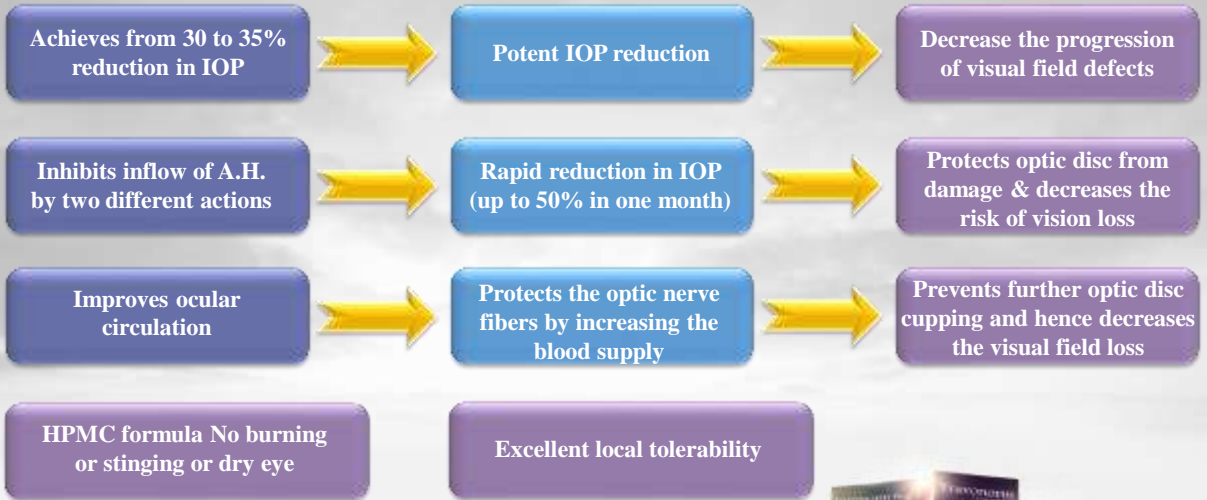 Achieves from 30 to 35%
reduction in IOP
Potent IOP reduction
Decrease the progression
of visual field defects
Inhibits inflow of A.H.
by two different actions
Rapid reduction in IOP
(up to 50% in one month)
Protects optic disc from
damage & decreases the
risk of vision loss
Improves ocular
circulation
Protects the optic nerve
fibers by increasing the
blood supply
Prevents further optic disc
cupping and hence decreases
the visual field loss
HPMC formula No burning
or stinging or dry eye
Excellent local tolerability